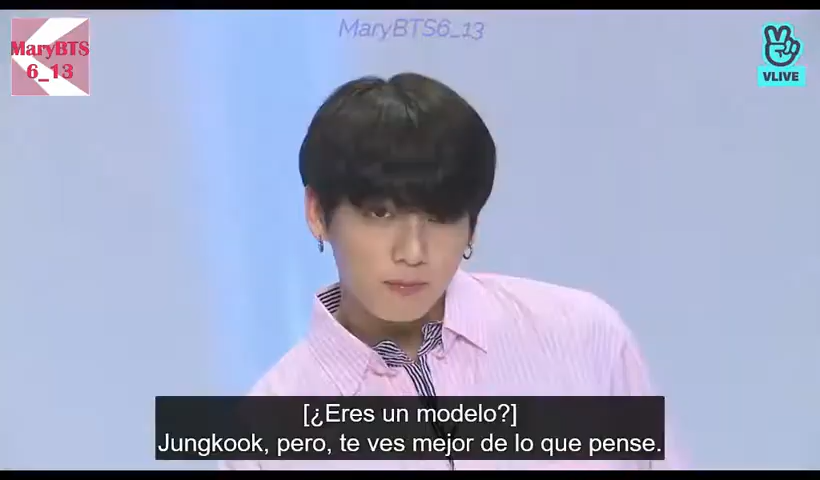 MaryBTS6_13
MaryBTS
6_13
VLIVE
[¿Eres un modelo?]
Jungkook, pero, te ves mejor de lo que pense.